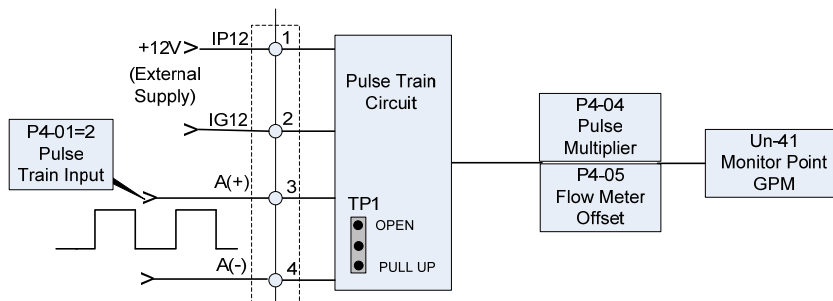 +12V
(External
Supply)
IP12
1
IG12
2
P4-01=2
Pulse
Train Input
A(+)
3
A(-)
4
Pulse Train
Circuit
TP1
OPEN
PULL UP
P4-04
Pulse
Multiplier
P4-05
Flow Meter
Offset
Un-41
Monitor Point
GPM